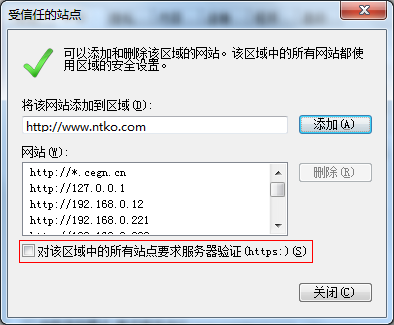 受信任的站点
可以添加和删除该区域的网站。该区域中的所有网站都使
用区域的安全设置。
将该网站添加到区域(D):
http://www.ntko.com
添加(A)
网站(W):
http://*.cegn.cn
http://127.0.0.1
http://192.168.0.12
http://192.168.0.221
删除(R)
对该区域中的所有站点要求服务器验证(https:)(S)
关闭(C)